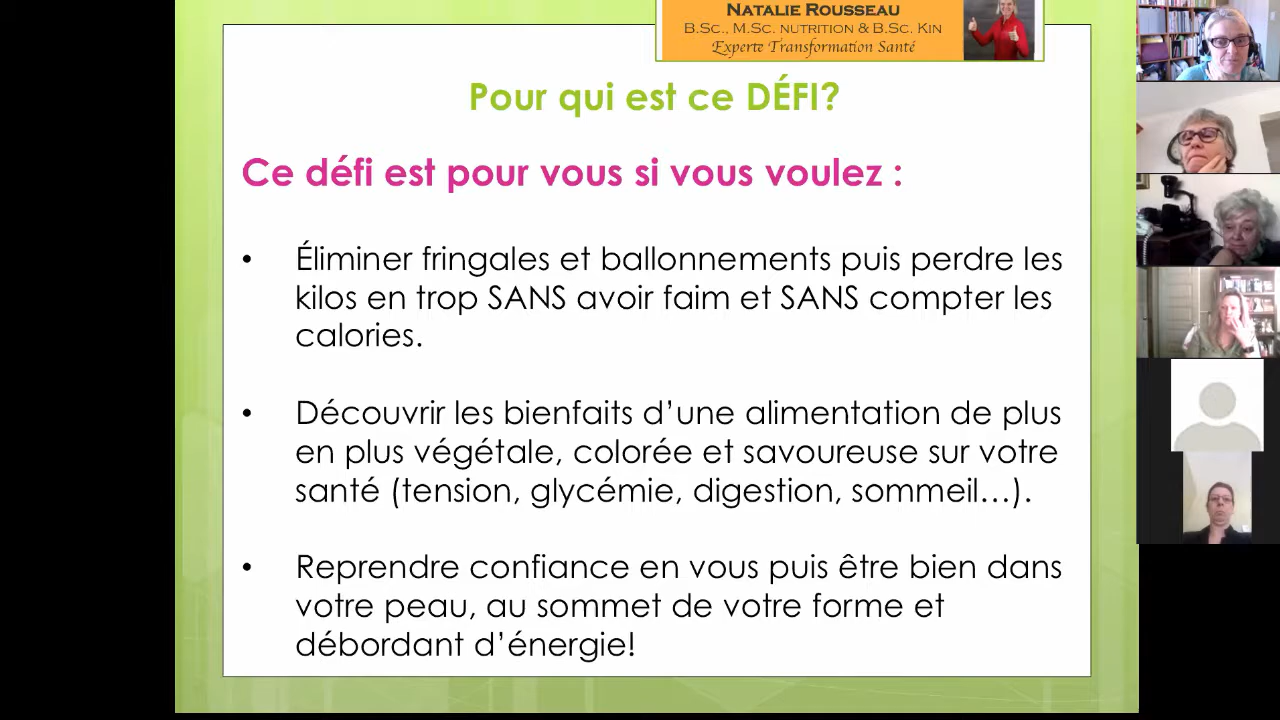 NATALIE ROUSSEAU
B.SC., M.SC. NUTRITION & B.SC. KIN
Experte Transformation Santé
Pour qui est ce DÉFI?
Ce défi est pour vous si vous voulez :
• Éliminer fringales et ballonnements puis perdre les
kilos en trop SANS avoir faim et SANS compter les
calories.
• Découvrir les bienfaits d’une alimentation de plus
en plus végétale, colorée et savoureuse sur votre
santé (tension, glycémie, digestion, sommeil…).
• Reprendre confiance en vous puis être bien dans
votre peau, au sommet de votre forme et
débordant d’énergie!